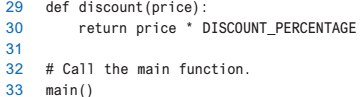 29 def discount(price):
30     return price * DISCOUNT_PERCENTAGE
31
32 # Call the main function.
33 main()